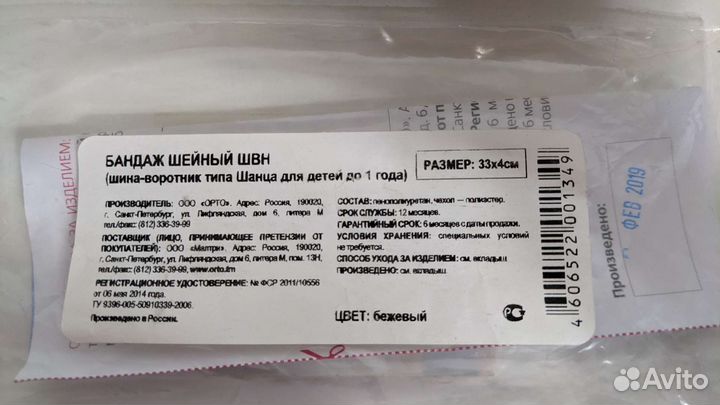 БАНДАЖ ШЕЙНЫЙ ШВН
(шина-воротник типа Шанца для детей до 1 года)
РАЗМЕР: 33х4см
ПРОИЗВОДИТЕЛЬ: ООО «ОРТО». Адрес: Россия, 190020,
г. Санкт-Петербург, ул. Лифляндская, дом 6, литера М
тел./факс: (812) 336-39-99
ПОСТАВЩИК (ЛИЦО, ПРИНИМАЮЩЕЕ ПРЕТЕНЗИИ ОТ
ПОКУПАТЕЛЕЙ): ООО «Малтри». Адрес: Россия, 190020,
г. Санкт-Петербург, ул. Лифляндская, дом 6, литера М, пом. 13Н,
тел./факс: (812) 336-39-99, www.orto.fm
РЕГИСТРАЦИОННОЕ УДОСТОВЕРЕНИЕ: № ФСР 2011/10556
от 06 мая 2014 года.
ТУ 9396-005-50910339-2006.
Произведено в России.
СОСТАВ: пенополиуретан, чехол — полиэстер.
СРОК СЛУЖБЫ: 12 месяцев.
ГАРАНТИЙНЫЙ СРОК: 6 месяцев с даты продажи.
УСЛОВИЯ ХРАНЕНИЯ: специальных условий
не требуется.
СПОСОБ УХОДА ЗА ИЗДЕЛИЕМ: см. вкладыш.
ПРОИЗВЕДЕНО: см. вкладыш.
ЦВЕТ: бежевый
4 606522 001349
Произведено:
ФЕВ 2019
ЗА ИЗДЕЛИЕМ:
Avito